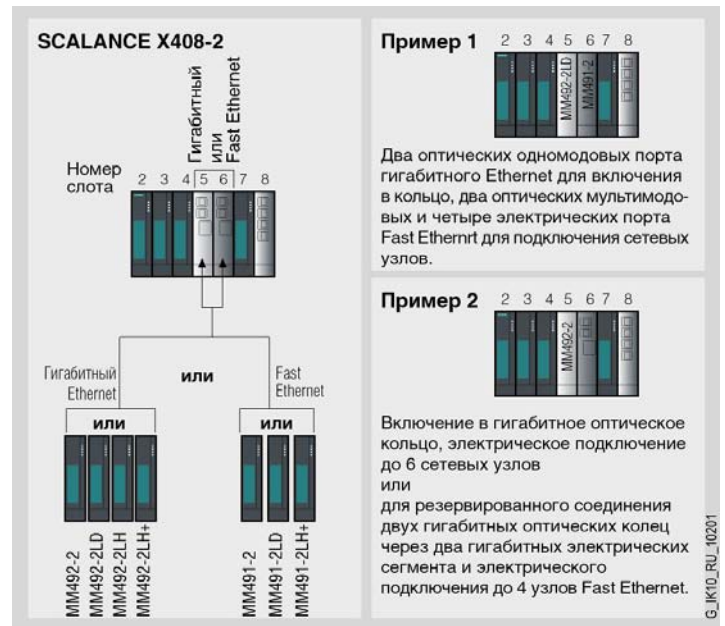 SCALANCE X408-2
Гигабитный
или
Fast Ethernet
Номер
слота
2 3 4 5 6 7 8
Гигабитный
Ethernet
или
Fast
Ethernet
или
или
MM492-2
MM492-2LD
MM492-2LH
MM492-2LH+
MM491-2
MM491-2LD
MM491-2LH+
Пример 1
2 3 4 5 6 7 8
MM492-2LD
MM491-2
Два оптических одномодовых порта
гигабитного Ethernet для включения
в кольцо, два оптических мультимодо-
вых и четыре электрических порта
Fast Ethernrt для подключения сетевых
узлов.
Пример 2
2 3 4 5 6 7 8
MM492-2
Включение в гигабитное оптическое
кольцо, электрическое подключение
до 6 сетевых узлов
или
для резервированного соединения
двух гигабитных оптических колец
через два гигабитных электрических
сегмента и электрического
подключения до 4 узлов Fast Ethernet.
G_IK10_RU_10201